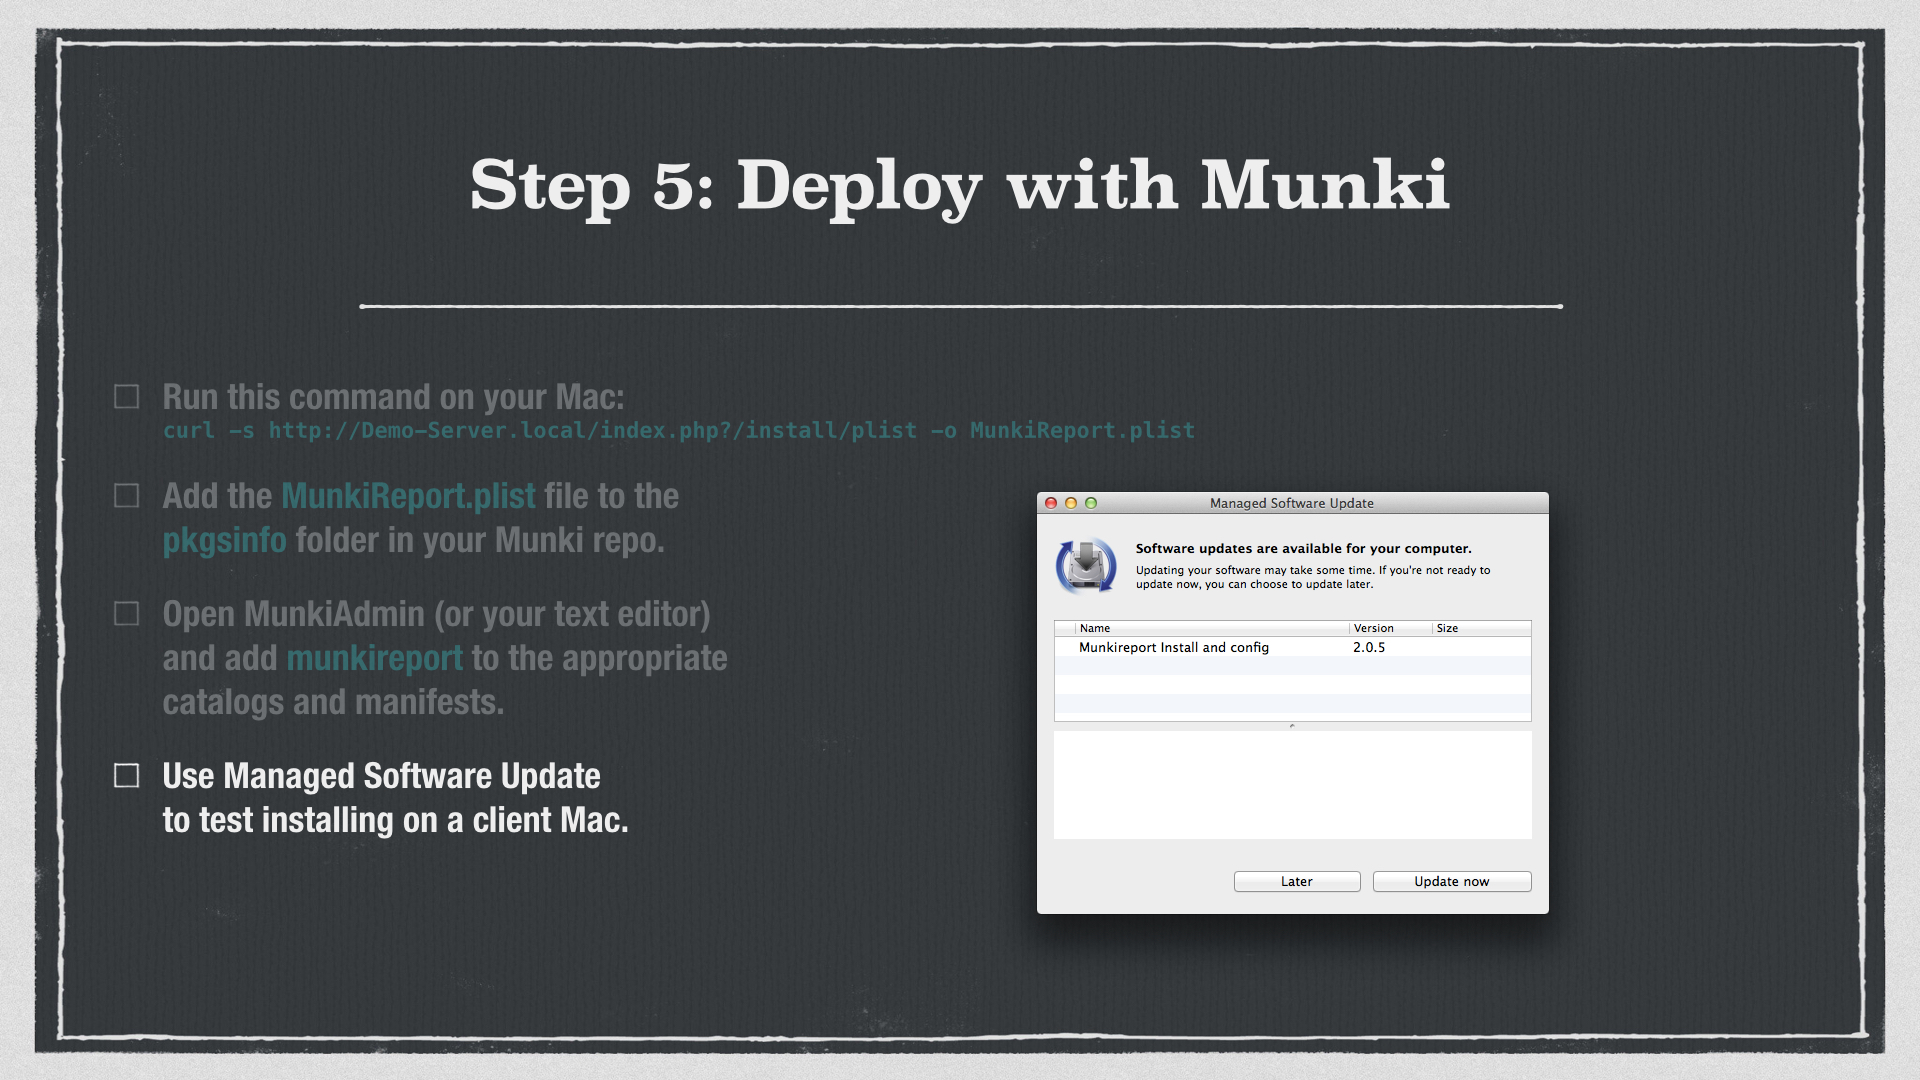 Step 5: Deploy with Munki
Run this command on your Mac:
curl -s http://Demo-Server.local/index.php?/install/plist -o MunkiReport.plist
Add the MunkiReport.plist file to the
pkgsinfo folder in your Munki repo.
Open MunkiAdmin (or your text editor)
and add munkireport to the appropriate
catalogs and manifests.
Use Managed Software Update
to test installing on a client Mac.
Managed Software Update
Software updates are available for your computer.
Updating your software may take some time. If you're not ready to
update now, you can choose to update later.
Name Version Size
Munkireport Install and config 2.0.5
Later Update now